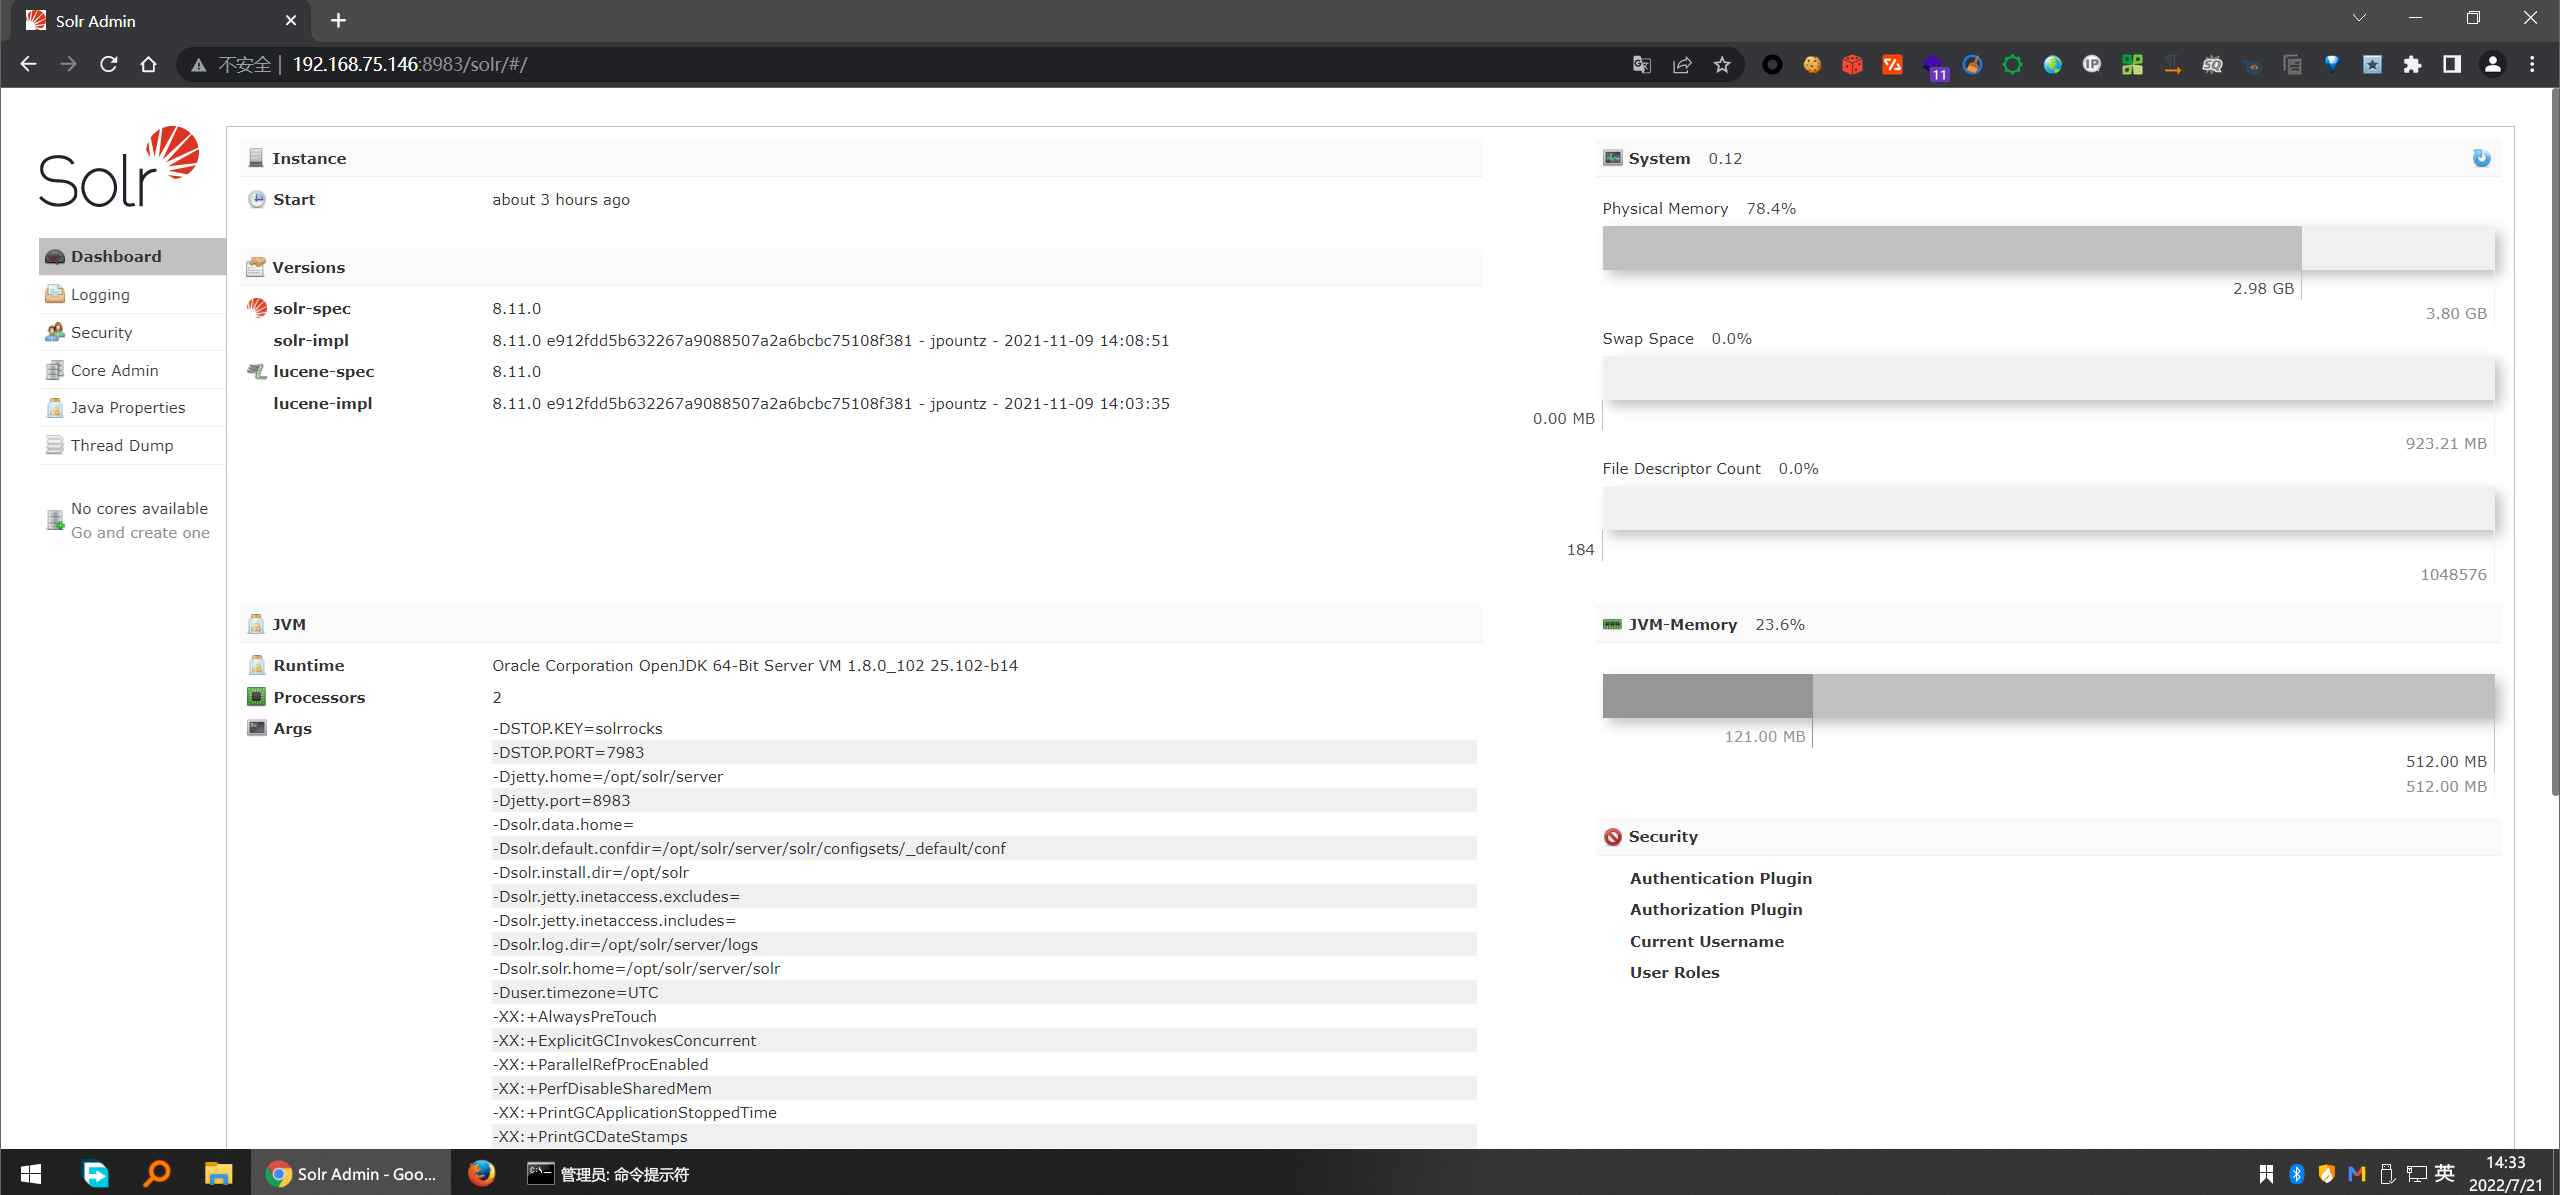 Solr Admin
不安全 | 192.168.75.146:8983/solr/#/
11
IP
SQ
Solr
Dashboard
Logging
Security
Core Admin
Java Properties
Thread Dump
No cores available
Go and create one
Instance
Start about 3 hours ago
Versions
solr-spec 8.11.0
solr-impl 8.11.0 e912fdd5b632267a9088507a2a6bcbc75108f381 - jpountz - 2021-11-09 14:08:51
lucene-spec 8.11.0
lucene-impl 8.11.0 e912fdd5b632267a9088507a2a6bcbc75108f381 - jpountz - 2021-11-09 14:03:35
JVM
Runtime Oracle Corporation OpenJDK 64-Bit Server VM 1.8.0_102 25.102-b14
Processors 2
Args -DSTOP.KEY=solrrocks
-DSTOP.PORT=7983
-Djetty.home=/opt/solr/server
-Djetty.port=8983
-Dsolr.data.home=
-Dsolr.default.confdir=/opt/solr/server/solr/configsets/_default/conf
-Dsolr.install.dir=/opt/solr
-Dsolr.jetty.inetaccess.excludes=
-Dsolr.jetty.inetaccess.includes=
-Dsolr.log.dir=/opt/solr/server/logs
-Dsolr.solr.home=/opt/solr/server/solr
-Duser.timezone=UTC
-XX:+AlwaysPreTouch
-XX:+ExplicitGCInvokesConcurrent
-XX:+ParallelRefProcEnabled
-XX:+PerfDisableSharedMem
-XX:+PrintGCApplicationStoppedTime
-XX:+PrintGCDateStamps
System 0.12
Physical Memory 78.4%
2.98 GB
3.80 GB
Swap Space 0.0%
0.00 MB
923.21 MB
File Descriptor Count 0.0%
184
1048576
JVM-Memory 23.6%
121.00 MB
512.00 MB
512.00 MB
Security
Authentication Plugin
Authorization Plugin
Current Username
User Roles
Solr Admin - Goo...
管理员: 命令提示符
英
14:33
2022/7/21